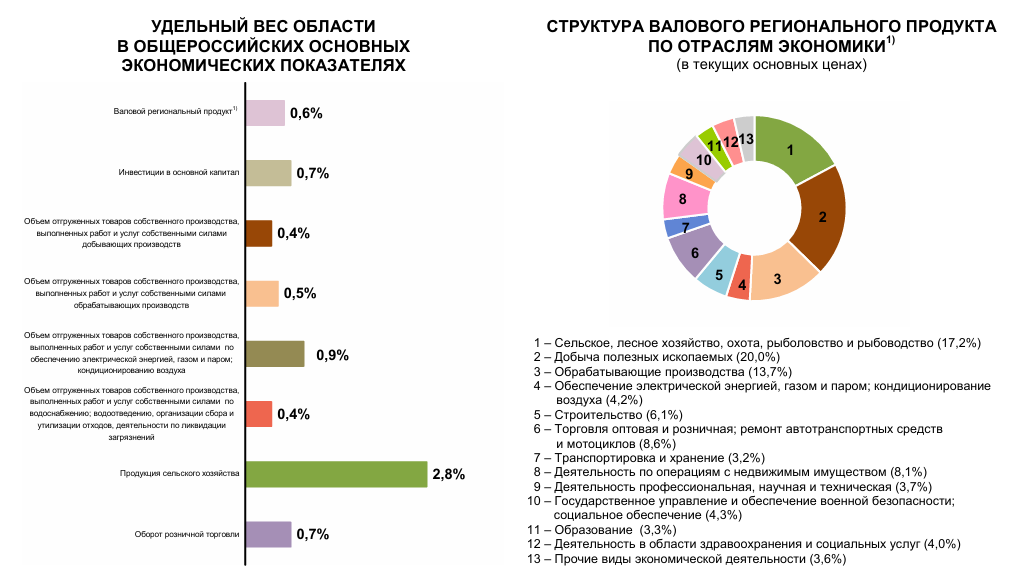 УДЕЛЬНЫЙ ВЕС ОБЛАСТИ
В ОБЩЕРОССИЙСКИХ ОСНОВНЫХ
ЭКОНОМИЧЕСКИХ ПОКАЗАТЕЛЯХ
Валовой региональный продукт1)
0,6%
Инвестиции в основной капитал
0,7%
Объем отгруженных товаров собственного производства,
выполненных работ и услуг собственными силами
добывающих производств
0,4%
Объем отгруженных товаров собственного производства,
выполненных работ и услуг собственными силами
обрабатывающих производств
0,5%
Объем отгруженных товаров собственного производства,
выполненных работ и услуг собственными силами по
обеспечению электрической энергией, газом и паром;
кондиционированию воздуха
0,9%
Объем отгруженных товаров собственного производства,
выполненных работ и услуг собственными силами по
водоснабжению; водоотведению, организации сбора и
утилизации отходов, деятельности по ликвидации
загрязнений
0,4%
Продукция сельского хозяйства
2,8%
Оборот розничной торговли
0,7%
СТРУКТУРА ВАЛОВОГО РЕГИОНАЛЬНОГО ПРОДУКТА
ПО ОТРАСЛЯМ ЭКОНОМИКИ1)
(в текущих основных ценах)
1
2
3
4
5
6
7
8
9
10
11
12
13
1 – Сельское, лесное хозяйство, охота, рыболовство и рыбоводство (17,2%)
2 – Добыча полезных ископаемых (20,0%)
3 – Обрабатывающие производства (13,7%)
4 – Обеспечение электрической энергией, газом и паром; кондиционирование
воздуха (4,2%)
5 – Строительство (6,1%)
6 – Торговля оптовая и розничная; ремонт автотранспортных средств
и мотоциклов (8,6%)
7 – Транспортировка и хранение (3,2%)
8 – Деятельность по операциям с недвижимым имуществом (8,1%)
9 – Деятельность профессиональная, научная и техническая (3,7%)
10 – Государственное управление и обеспечение военной безопасности;
социальное обеспечение (4,3%)
11 – Образование (3,3%)
12 – Деятельность в области здравоохранения и социальных услуг (4,0%)
13 – Прочие виды экономической деятельности (3,6%)